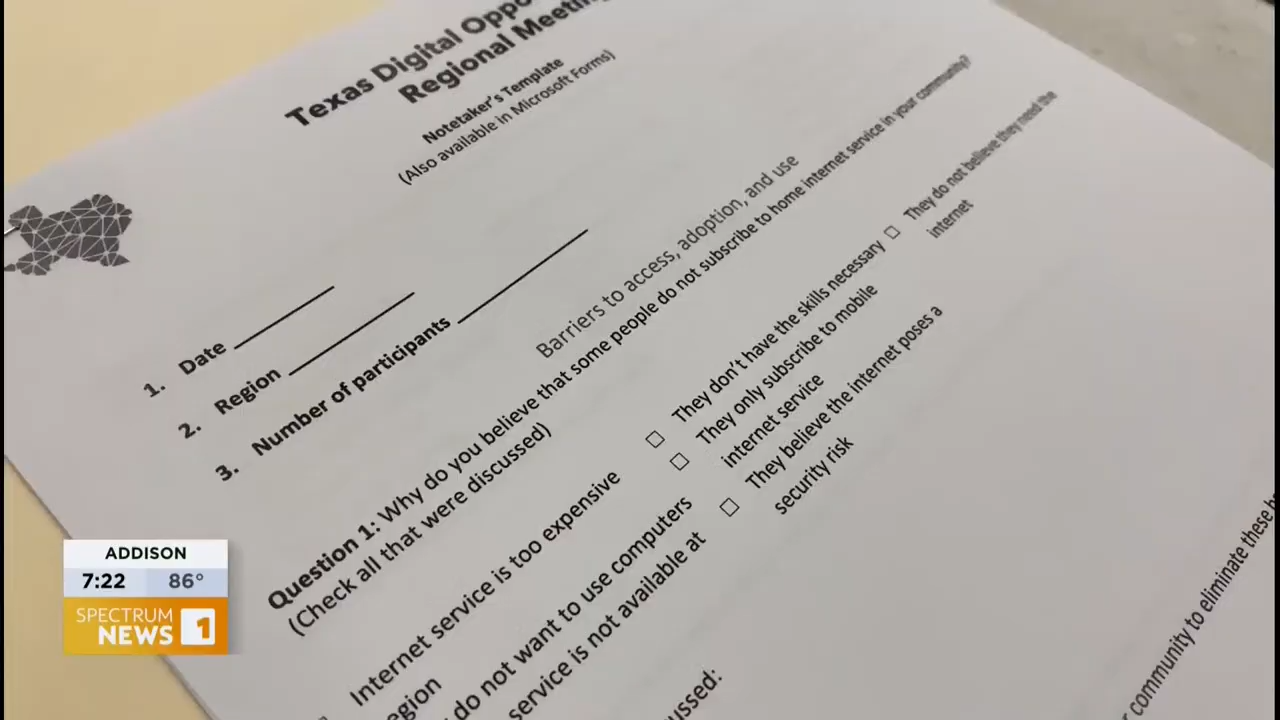 Texas Digital
Regional
Notetaker's Template
(Also available in Microsoft Forms)
1. Date
2. Region
3. Number of participants
Barriers to access, adoption, and use
Question 1: Why do you believe that some people do not subscribe to home internet service in your community?
(Check all that were discussed)
Internet service is too expensive
They don't have the skills necessary
They do not believe they need the
internet
do not want to use computers
They only subscribe to mobile
internet service
service is not available at
They believe the internet poses a
security risk
community to eliminate these
ADDISON
7:22 86°
SPECTRUM
NEWS 1